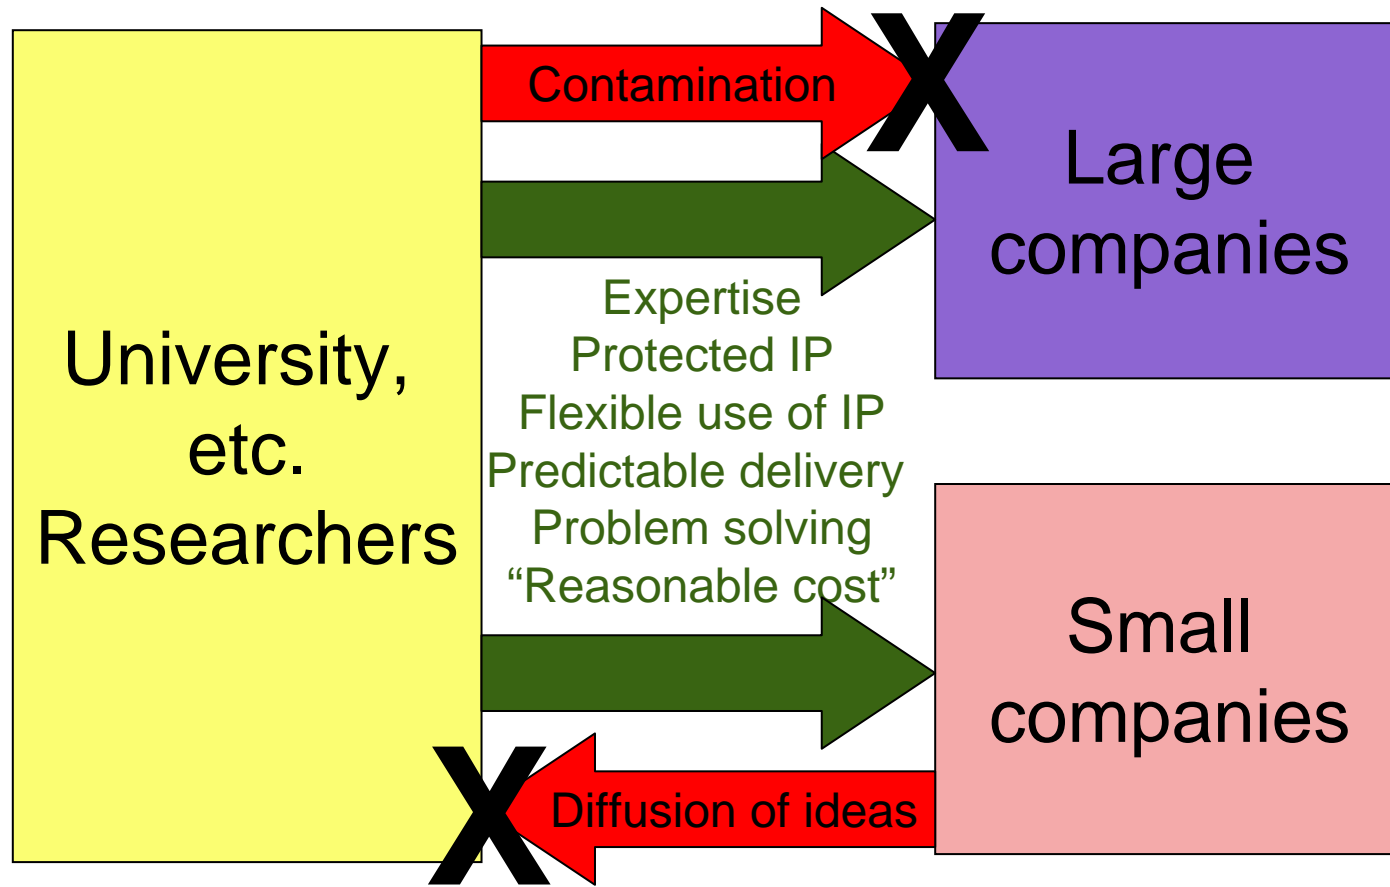 University,
etc.
Researchers
Contamination
X
Expertise
Protected IP
Flexible use of IP
Predictable delivery
Problem solving
“Reasonable cost”
X
Diffusion of ideas
Large
companies
Small
companies